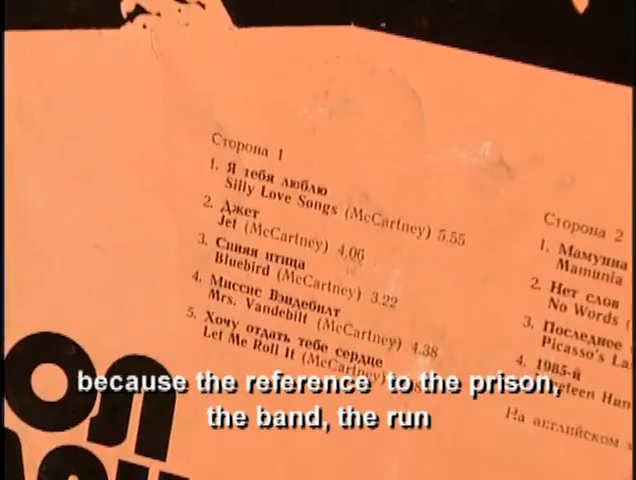 Сторона 1
1. Я тебя люблю
Silly Love Songs (McCartney) 5.55
2. Джет
Jet (McCartney) 4.06
3. Синяя птица
Bluebird (McCartney) 3.22
4. Миссис Вэндебилт
Mrs. Vandebilt (McCartney) 4.38
5. Хочу отдать тебе сердце
Let Me Roll It (McCartney)
Сторона 2
1. Мамуниа
Mamunia
2. Нет слов
No Words
3. Последнее
Picasso's
4. 1985-й
На английском
ол
because the reference to the prison,
the band, the run